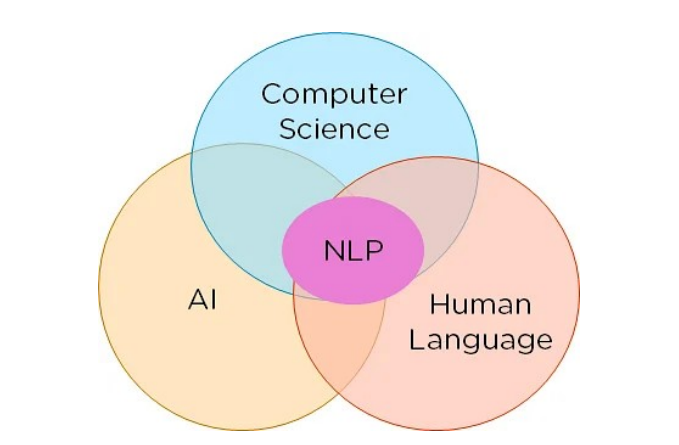 Computer
Science
NLP
AI
Human
Language